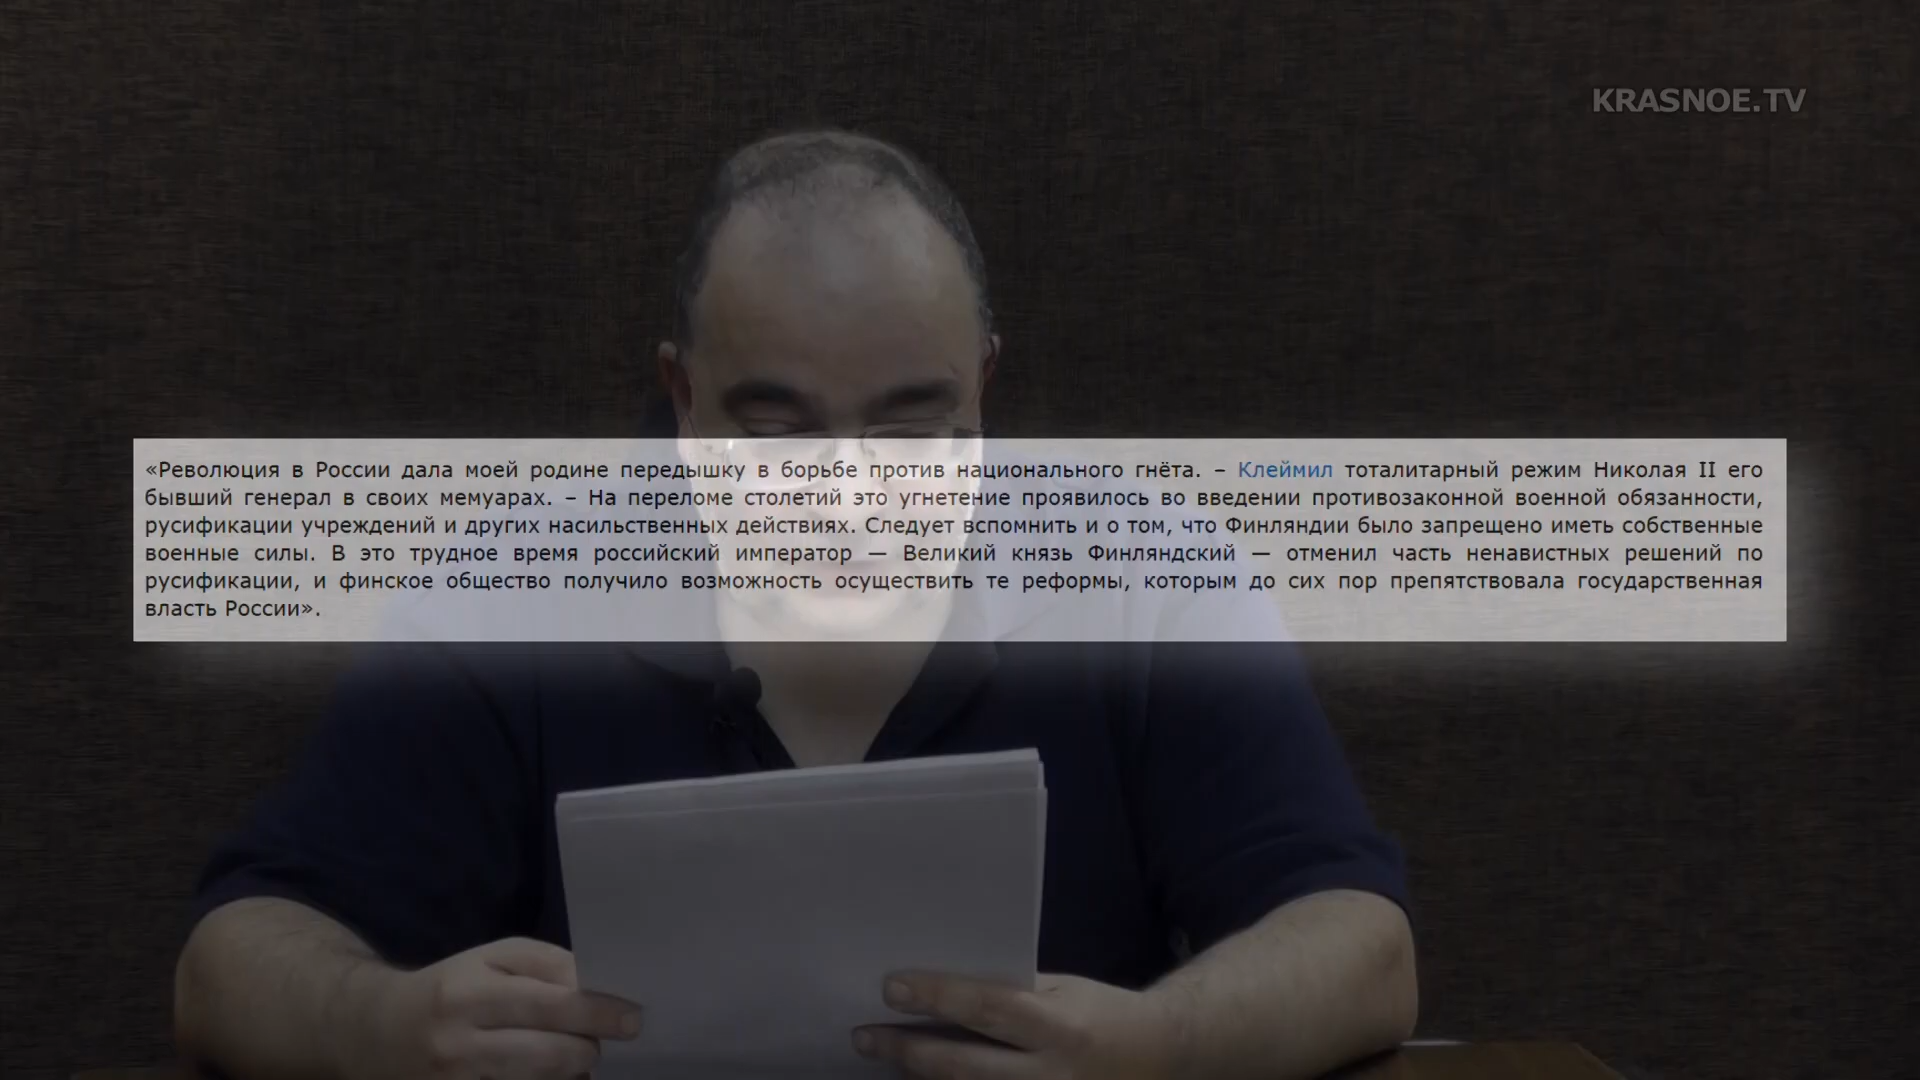 KRASNOE.TV
«Революция в России дала моей родине передышку в борьбе против национального гнёта. – Клеймил тоталитарный режим Николая II его
бывший генерал в своих мемуарах. – На переломе столетий это угнетение проявилось во введении противозаконной военной обязанности,
русификации учреждений и других насильственных действиях. Следует вспомнить и о том, что Финляндии было запрещено иметь собственные
военные силы. В это трудное время российский император — Великий князь Финляндский — отменил часть ненавистных решений по
русификации, и финское общество получило возможность осуществить те реформы, которым до сих пор препятствовала государственная
власть России».